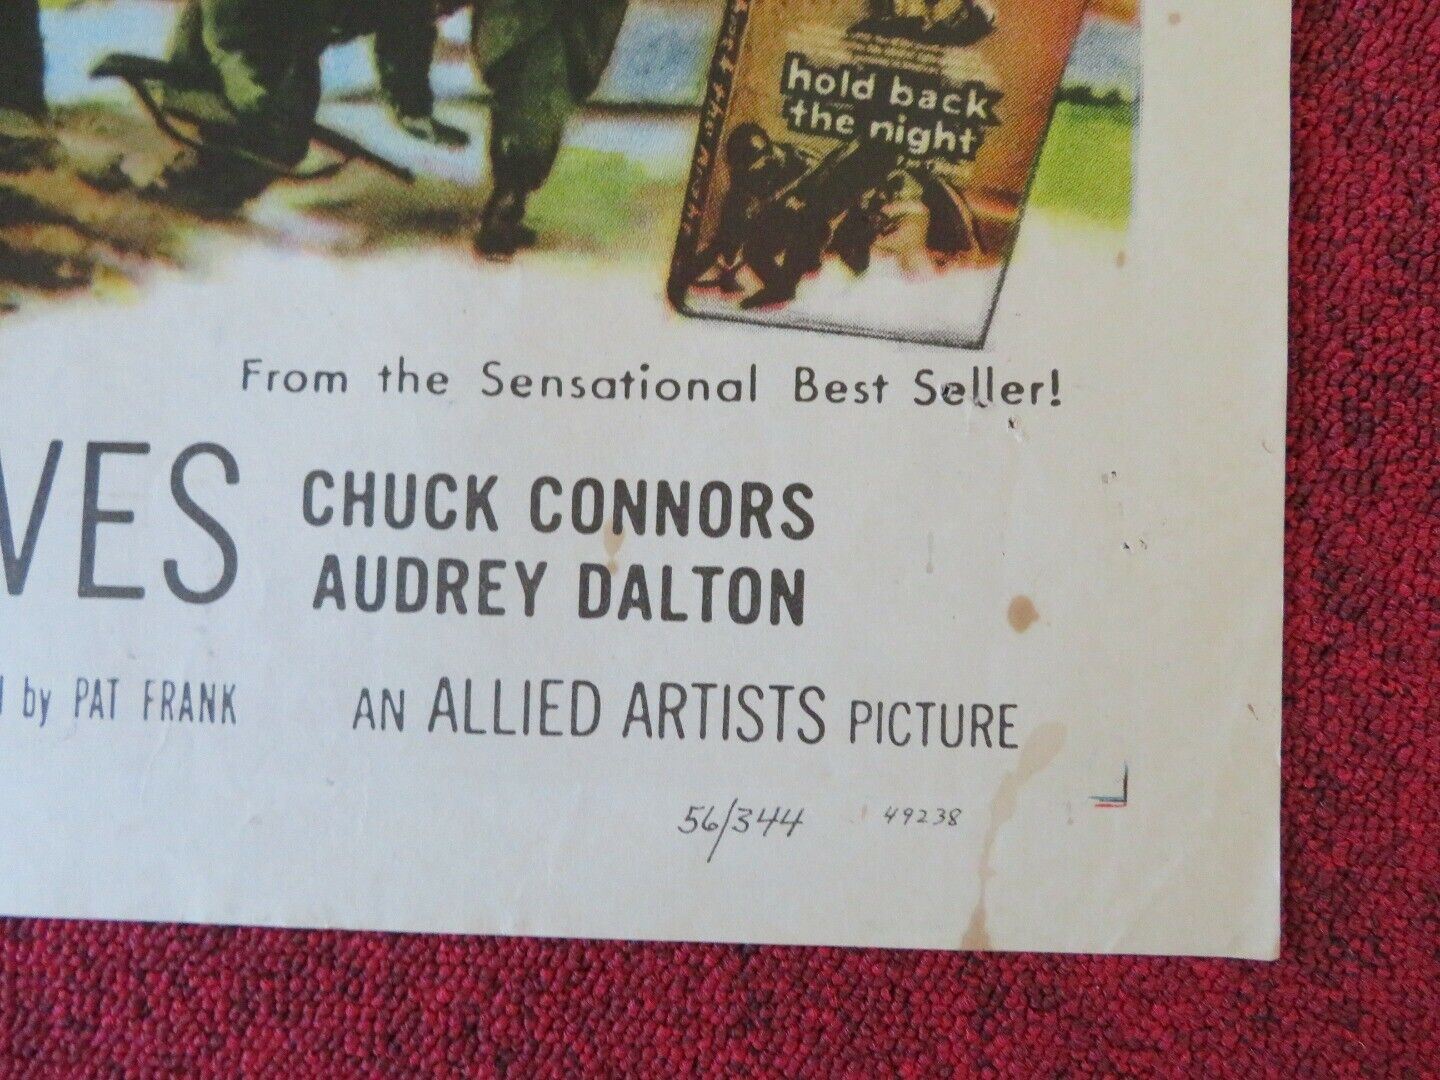 hold back
the night
From the Sensational Best Seller!
VES
CHUCK CONNORS
AUDREY DALTON
by PAT FRANK
AN ALLIED ARTISTS PICTURE
56/344
49238